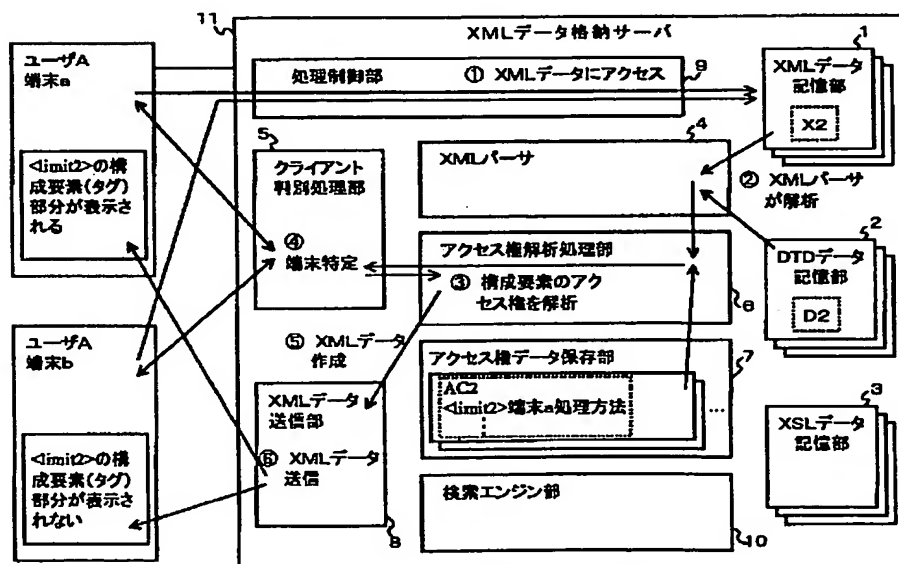 11
XMLデータ格納サーバ
ユーザA
端末a
<limit2>の構
成要素(タグ)
部分が表示され
る
ユーザA
端末b
<limit2>の構
成要素(タグ)
部分が表示さ
れない
処理制御部
① XMLデータにアクセス
9
5
クライアント
判別処理部
④
端末特定
4
XMLパーサ
アクセス権解析処理部
③ 構成要素のアク
セス権を解析
6
⑤ XMLデータ
作成
アクセス権データ保存部
7
AC2
<limit2>端末a処理方法
...
XMLデータ
送信部
⑥ XMLデータ
送信
8
検索エンジン部
10
1
XMLデータ
記憶部
X2
② XMLパーサ
が解析
2
DTDデータ
記憶部
D2
3
XSLデータ
記憶部